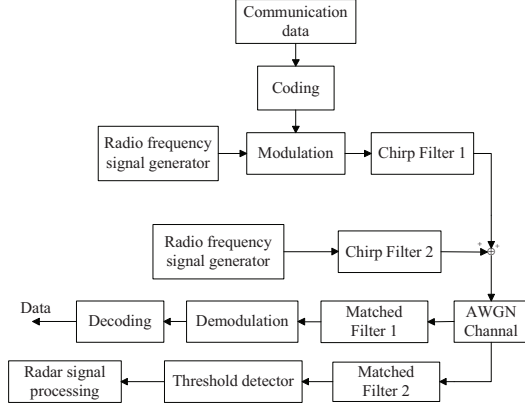 Communication
data
Coding
Radio frequency
signal generator
Modulation
Chirp Filter 1
Radio frequency
signal generator
Chirp Filter 2
+
+
Data
Decoding
Demodulation
Matched
Filter 1
AWGN
Channel
Radar signal
processing
Threshold detector
Matched
Filter 2